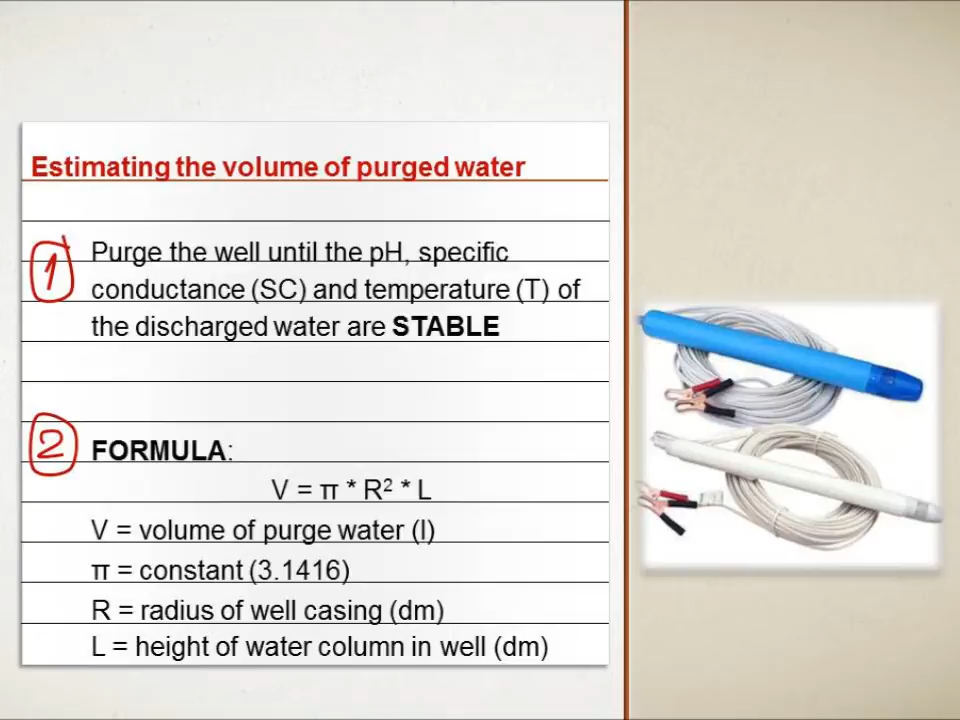 Estimating the volume of purged water
1 Purge the well until the pH, specific
conductance (SC) and temperature (T) of
the discharged water are STABLE
2 FORMULA:
V = π * R² * L
V = volume of purge water (l)
π = constant (3.1416)
R = radius of well casing (dm)
L = height of water column in well (dm)